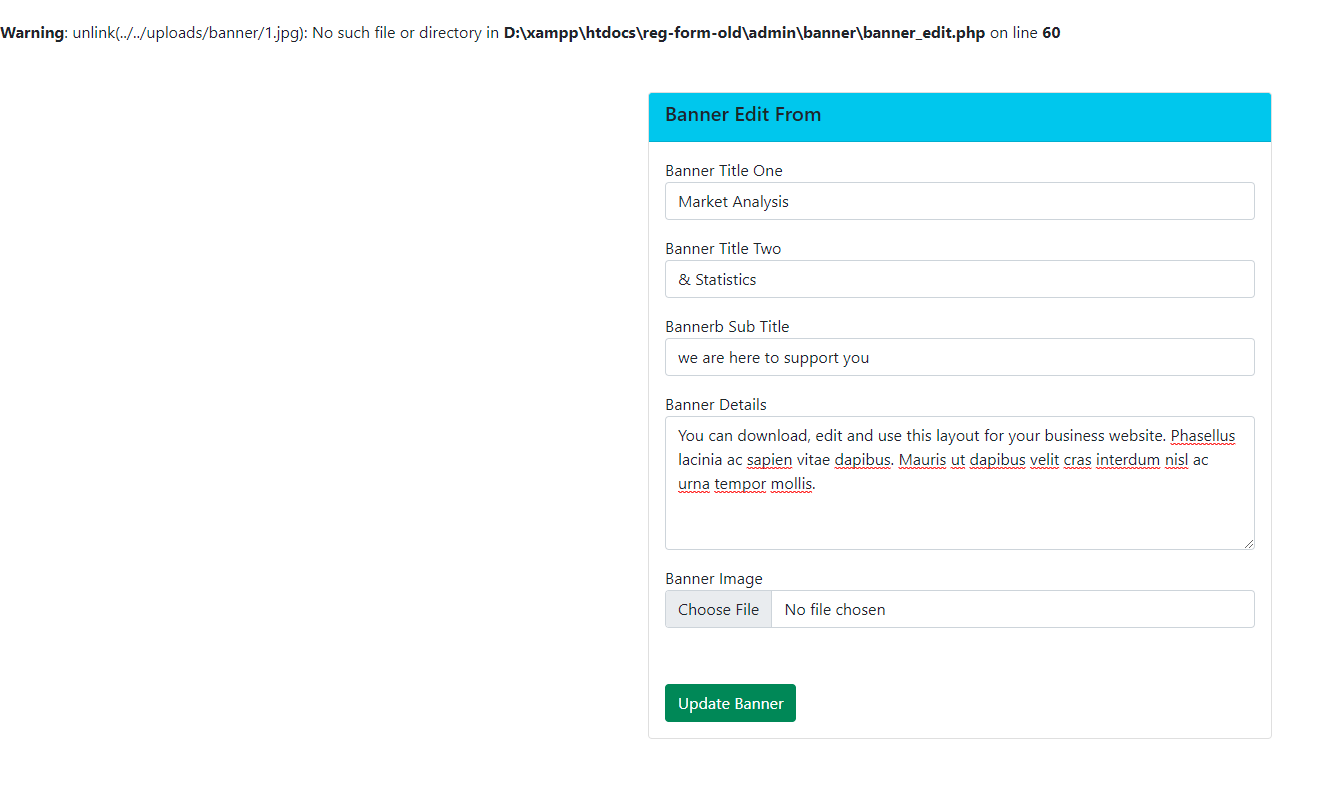 Warning: unlink(../../uploads/banner/1.jpg): No such file or directory in D:\xampp\htdocs\reg-form-old\admin\banner\banner_edit.php on line 60
Banner Edit From
Banner Title One
Market Analysis
Banner Title Two
& Statistics
Bannerb Sub Title
we are here to support you
Banner Details
You can download, edit and use this layout for your business website. Phasellus
lacinia ac sapien vitae dapibus. Mauris ut dapibus velit cras interdum nisl ac
urna tempor mollis.
Banner Image
Choose File No file chosen
Update Banner